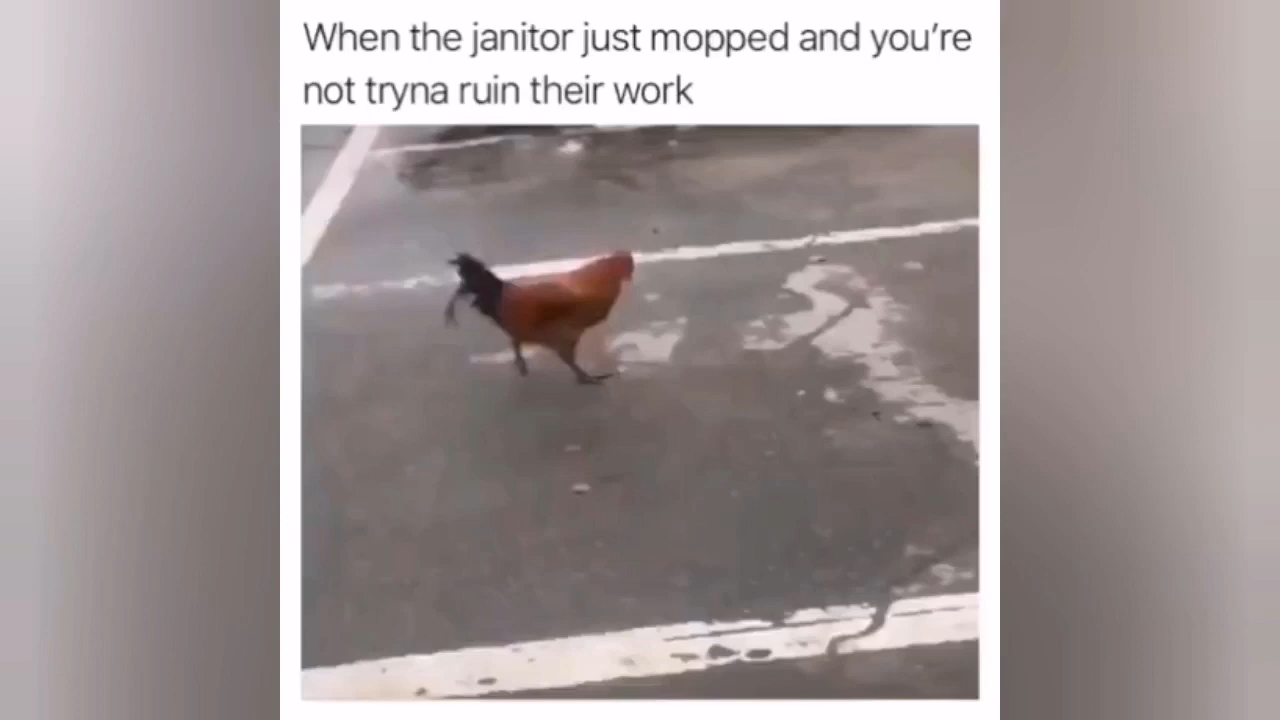 When the janitor just mopped and you’re
not tryna ruin their work